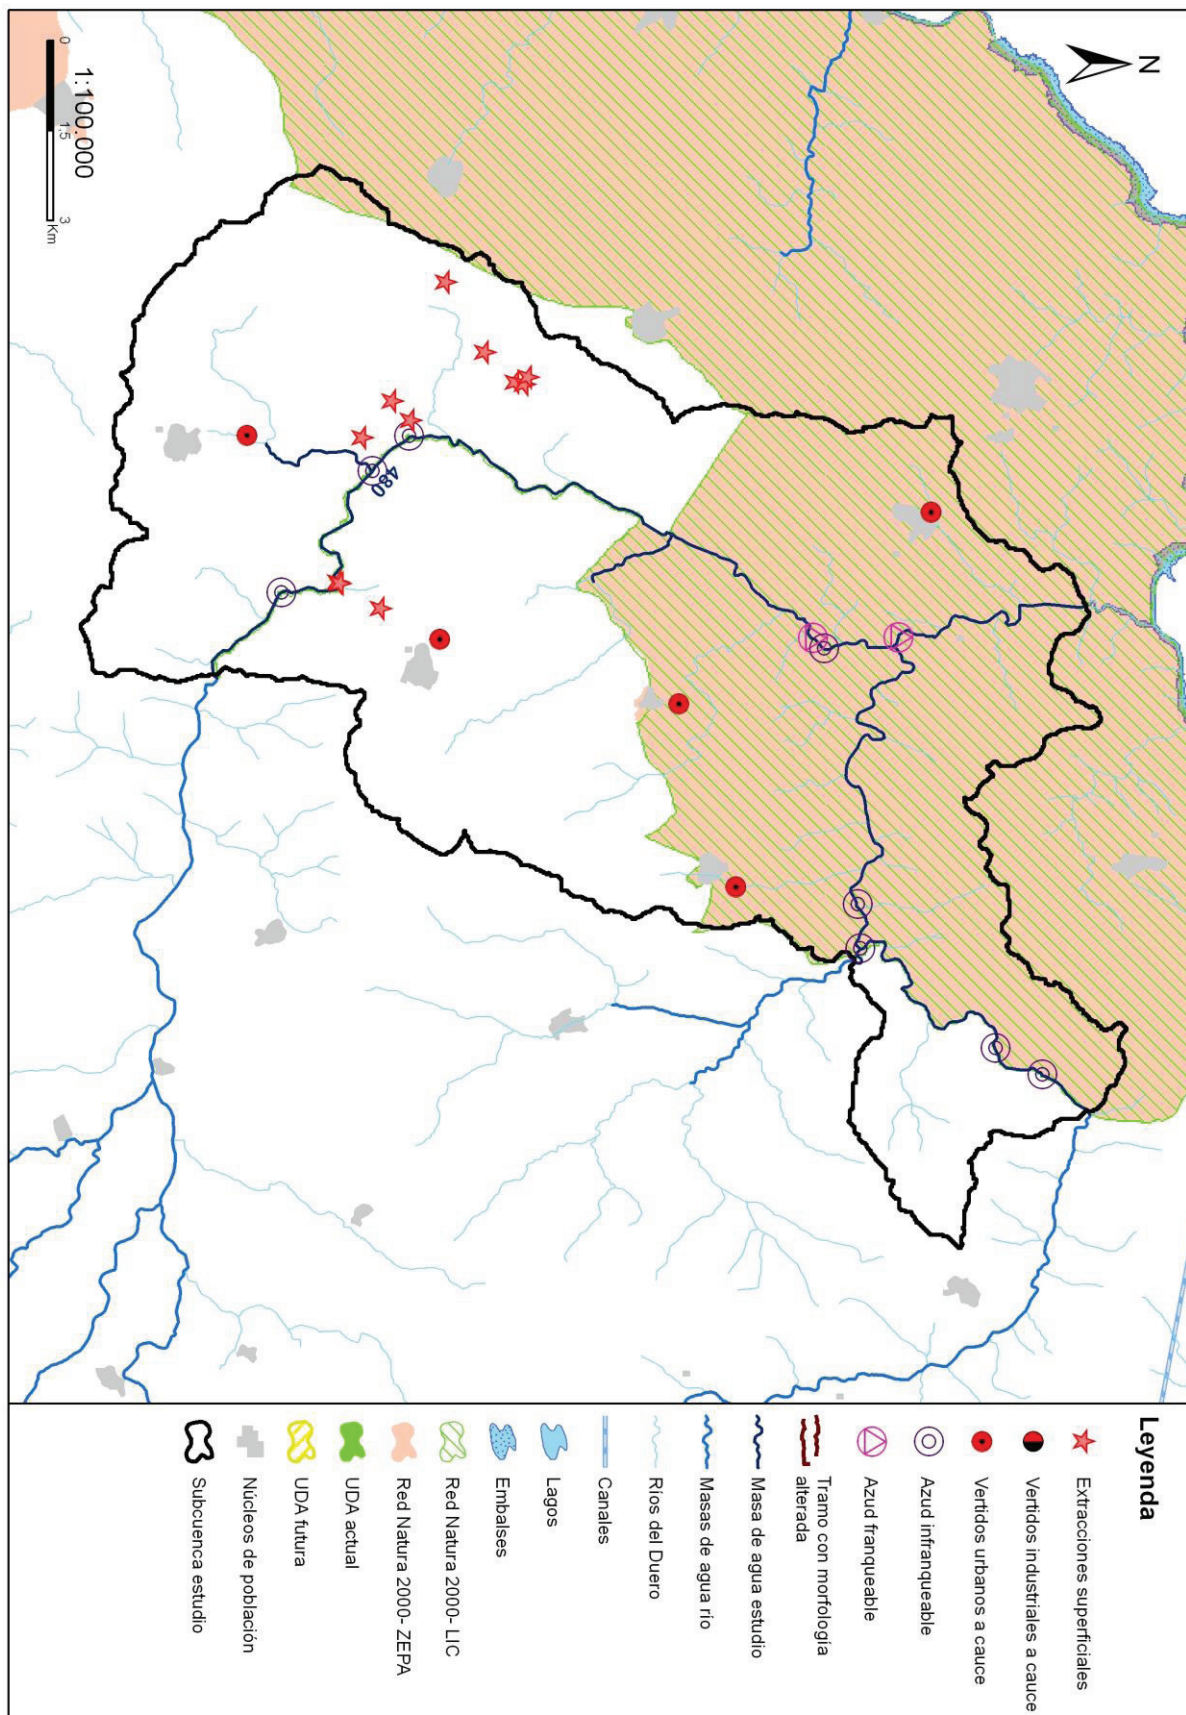 N
1:100.000
0
1,5
3
Km
480
Leyenda
Extracciones superficiales
Vertidos industriales a cauce
Vertidos urbanos a cauce
Azud infranqueable
Azud franqueable
Tramo con morfología
alterada
Masa de agua estudio
Masas de agua río
Ríos del Duero
Canales
Lagos
Embalses
Red Natura 2000- LIC
Red Natura 2000- ZEPA
UDA actual
UDA futura
Núcleos de población
Subcuenca estudio